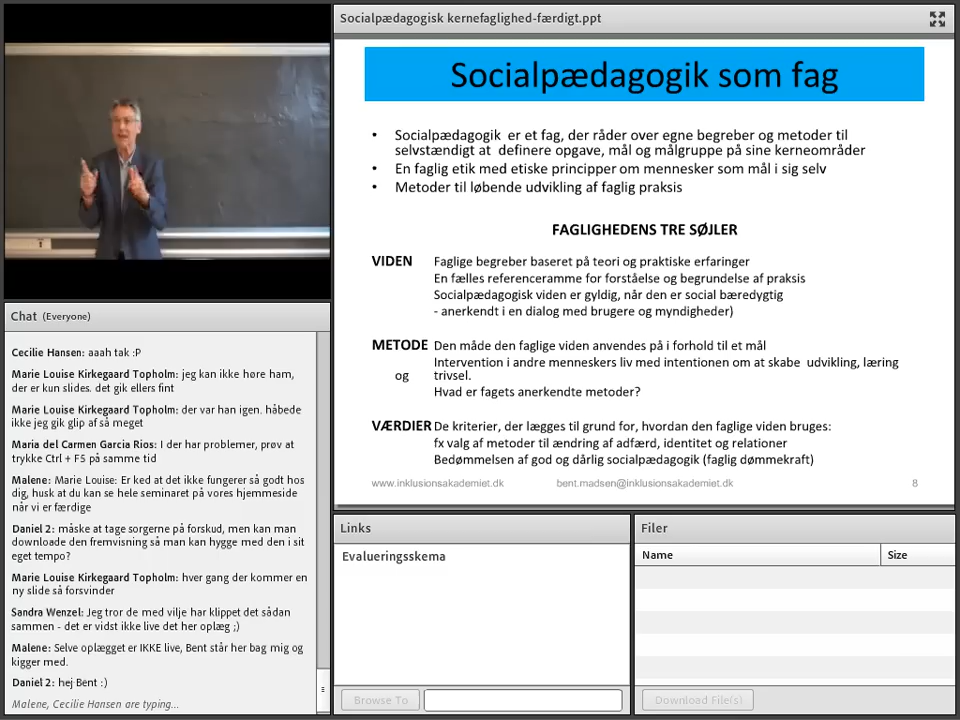 Socialpædagogisk kernefaglighed-færdigt.ppt
Socialpædagogik som fag
• Socialpædagogik er et fag, der råder over egne begreber og metoder til
selvstændigt at definere opgave, mål og målgruppe på sine kerneområder
• En faglig etik med etiske principper om mennesker som mål i sig selv
• Metoder til løbende udvikling af faglig praksis
FAGLIGHEDENS TRE SØJLER
VIDEN Faglige begreber baseret på teori og praktiske erfaringer
En fælles referenceramme for forståelse og begrundelse af praksis
Socialpædagogisk viden er gyldig, når den er social bæredygtig
- anerkendt i en dialog med brugere og myndigheder)
METODE Den måde den faglige viden anvendes på i forhold til et mål
Intervention i andre menneskers liv med intentionen om at skabe udvikling, læring
og trivsel.
Hvad er fagets anerkendte metoder?
VÆRDIER De kriterier, der lægges til grund for, hvordan den faglige viden bruges:
fx valg af metoder til ændring af adfærd, identitet og relationer
Bedømmelsen af god og dårlig socialpædagogik (faglig dømmekraft)
www.inklusionsakademiet.dk bent.madsen@inklusionsakademiet.dk 8
Chat (Everyone)
Cecilie Hansen: aaah tak :P
Marie Louise Kirkegaard Topholm: jeg kan ikke høre ham,
der er kun slides. det gik ellers fint
Marie Louise Kirkegaard Topholm: der var han igen. håbede
ikke jeg gik glip af så meget
Maria del Carmen Garcia Rios: I der har problemer, prøv at
trykke Ctrl + F5 på samme tid
Malene: Marie Louise: Er ked at det ikke fungerer så godt hos
dig, husk at du kan se hele seminaret på vores hjemmeside
når vi er færdige
Daniel 2: måske at tage sorgerne på forskud, men kan man
downloade den fremvisning så man kan hygge med den i sit
eget tempo?
Marie Louise Kirkegaard Topholm: hver gang der kommer en
ny slide så forsvinder
Sandra Wenzel: Jeg tror de med vilje har klippet det sådan
sammen - det er vidst ikke live det her oplæg ;)
Malene: Selve oplægget er IKKE live, Bent står her bag mig og
kigger med.
Daniel 2: hej Bent :)
Malene, Cecilie Hansen are typing...
Links
Evalueringsskema
Browse To
Filer
Name Size
Download File(s)